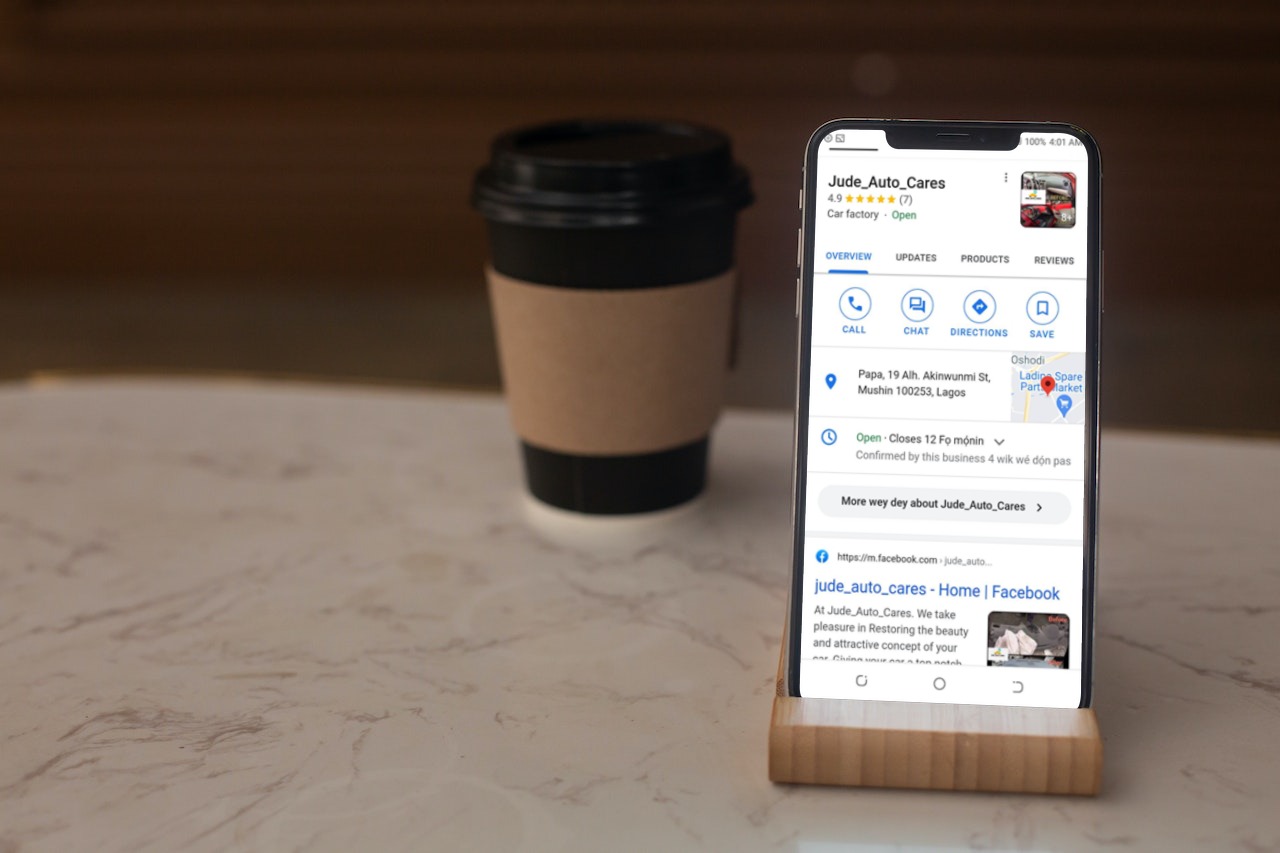 100% 4:01 AM
Jude_Auto_Cares
4.9 (7)
8+
Car factory · Open
OVERVIEW UPDATES PRODUCTS REVIEWS
CALL CHAT DIRECTIONS SAVE
Papa, 19 Alh. Akinwunmi St,
Mushin 100253, Lagos
Oshodi
Ladipo Spare
Parts Market
Open · Closes 12 Fọ mọ́nin
Confirmed by this business 4 wik wé dọ́n pas
More wey dey about Jude_Auto_Cares
https://m.facebook.com › jude_auto...
jude_auto_cares - Home | Facebook
At Jude_Auto_Cares. We take
pleasure in Restoring the beauty
and attractive concept of your
car. Giving your car a top notch